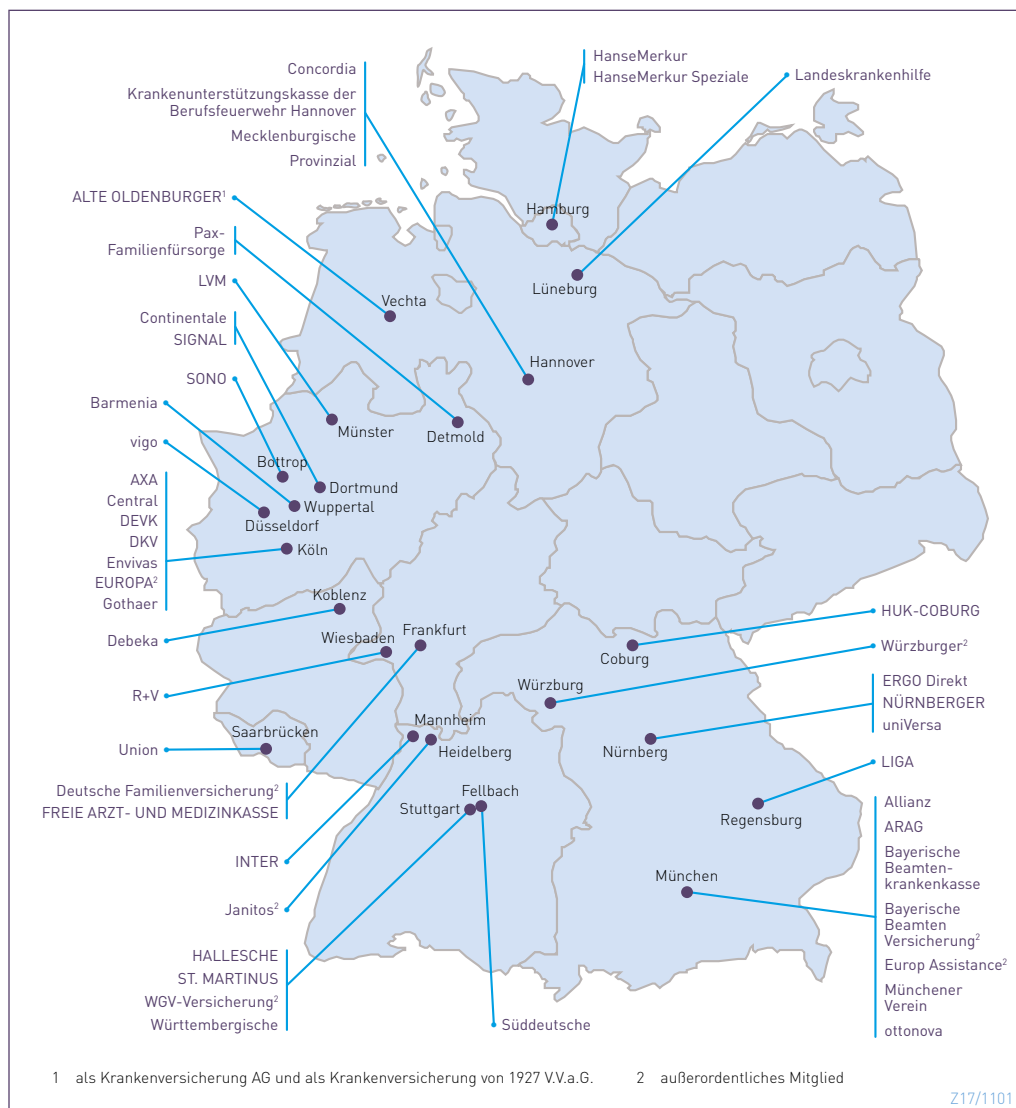 HanseMerkur
HanseMerkur Speziale
Landeskrankenhilfe
Concordia
Krankenunterstützungskasse der
Berufsfeuerwehr Hannover
Mecklenburgische
Provinzial
ALTE OLDENBURGER¹
Pax-
Familienfürsorge
LVM
Continentale
SIGNAL
SONO
Barmenia
vigo
AXA
Central
DEVK
DKV
Envivas
EUROPA²
Gothaer
Debeka
R+V
Union
Deutsche Familienversicherung²
FREIE ARZT- UND MEDIZINKASSE
INTER
Janitos²
HALLESCHE
ST. MARTINUS
WGV-Versicherung²
Württembergische
Süddeutsche
Hamburg
Lüneburg
Vechta
Hannover
Münster
Detmold
Bottrop
Dortmund
Wuppertal
Düsseldorf
Köln
Koblenz
Wiesbaden
Frankfurt
Coburg
Würzburg
Saarbrücken
Mannheim
Heidelberg
Nürnberg
Fellbach
Stuttgart
Regensburg
München
HUK-COBURG
Würzburger²
ERGO Direkt
NÜRNBERGER
uniVersa
LIGA
Allianz
ARAG
Bayerische
Beamten-
krankenkasse
Bayerische
Beamten
Versicherung²
Europ Assistance²
Münchener
Verein
ottonova
1 als Krankenversicherung AG und als Krankenversicherung von 1927 V.V.a.G. 2 außerordentliches Mitglied
Z17/1101